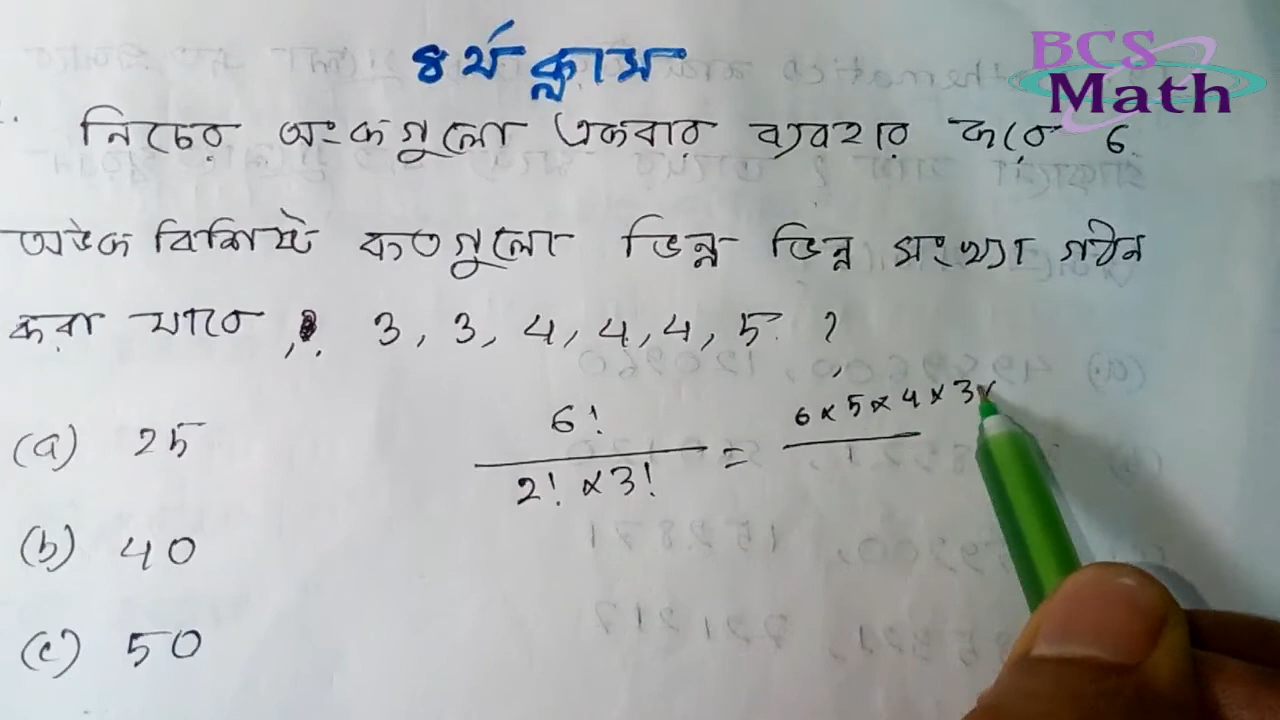 ৪র্থ ক্লাস
BCS
Math
নিচের অংকগুলো একবার ব্যবহার করে 6
অংক বিশিষ্ট কতগুলো ভিন্ন ভিন্ন সংখ্যা গঠন
করা যাবে, 3, 3, 4, 4, 4, 5 ?
(a) 25
6!
2! × 3!
=
6 × 5 × 4 × 3 ×
(b) 40
(c) 50